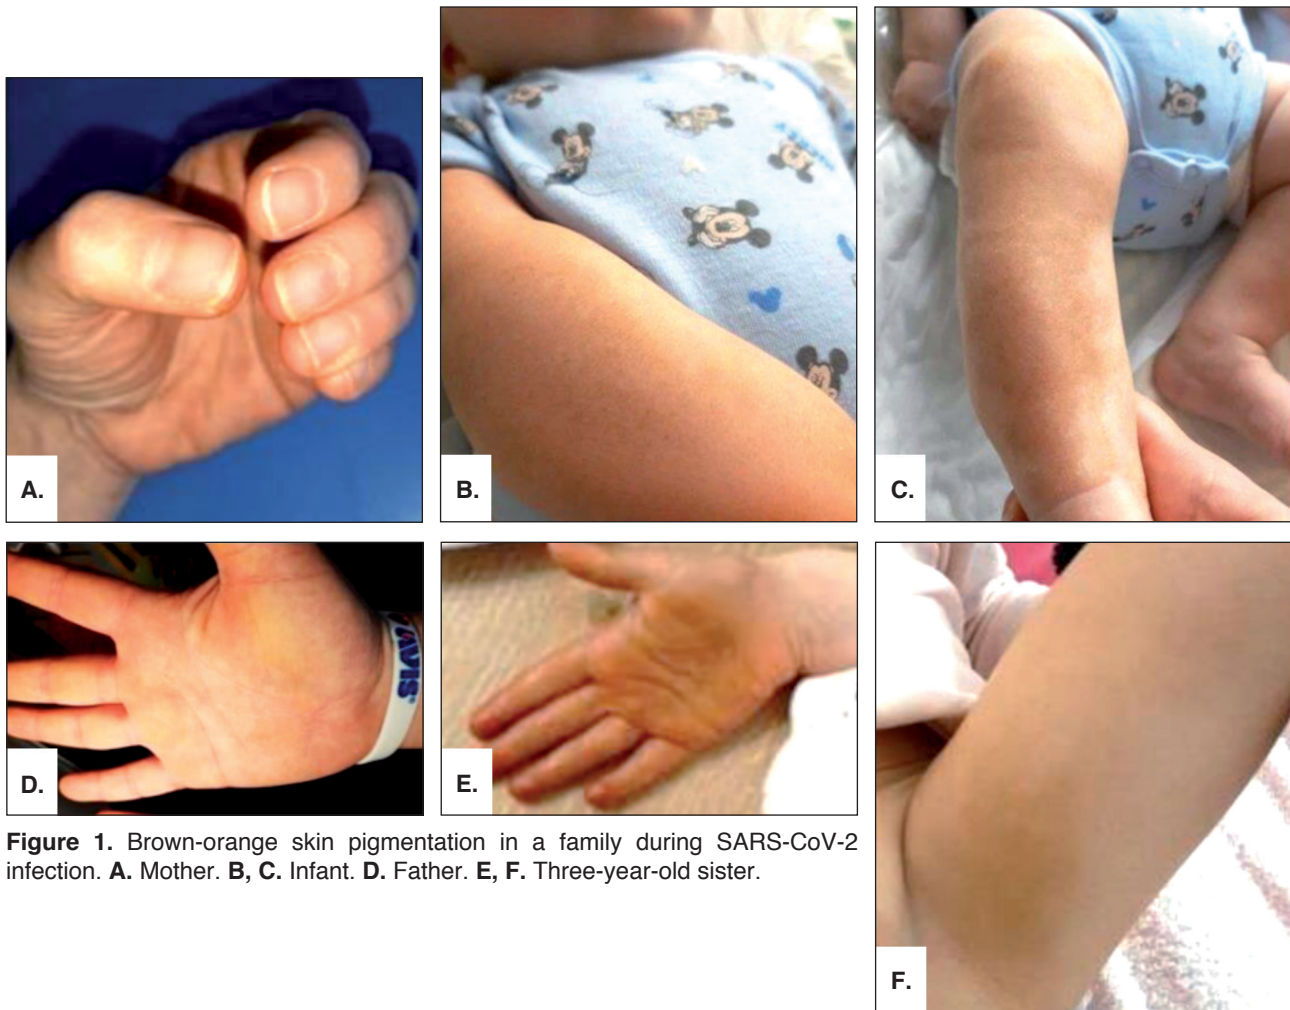 A.
B.
C.
D.
E.
F.
Figure 1. Brown-orange skin pigmentation in a family during SARS-CoV-2
infection. A. Mother. B, C. Infant. D. Father. E, F. Three-year-old sister.